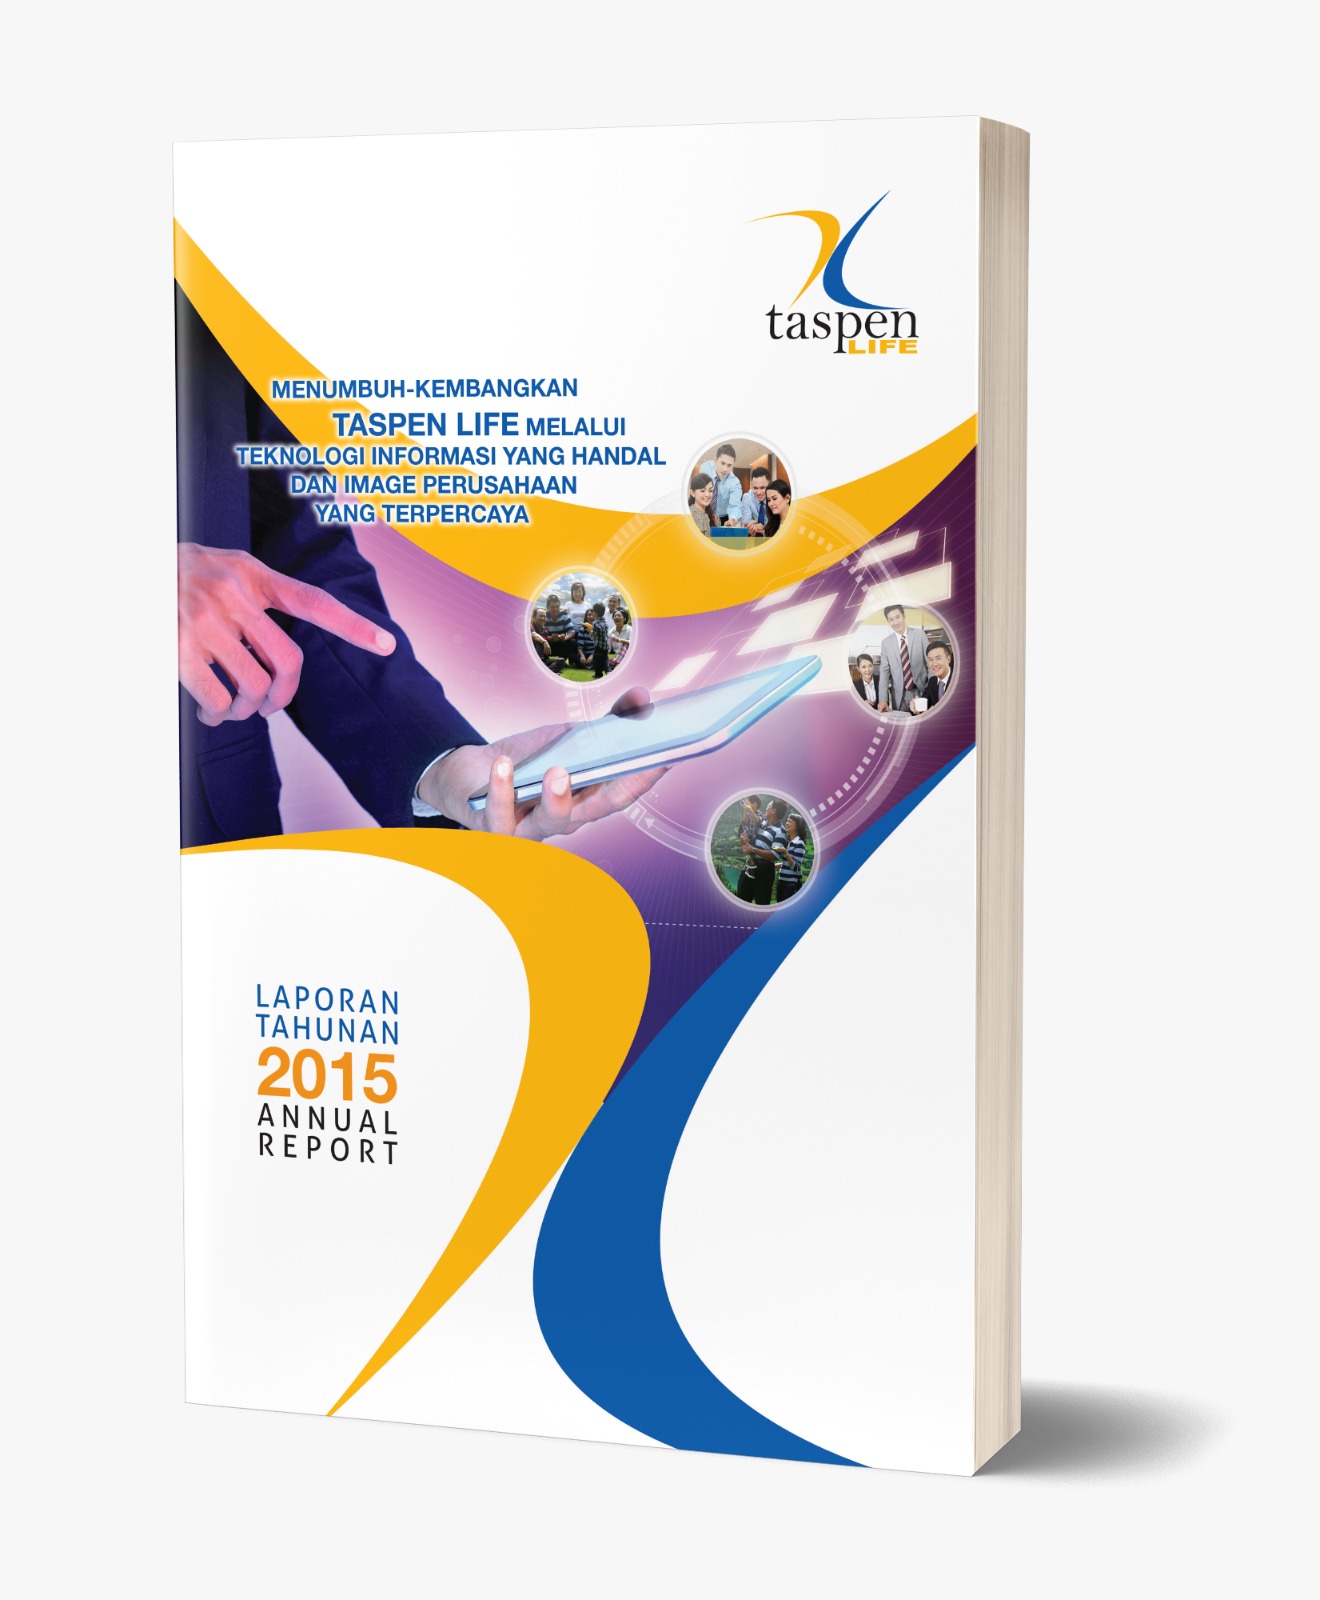 taspen
LIFE
MENUMBUH-KEMBANGKAN
TASPEN LIFE MELALUI
TEKNOLOGI INFORMASI YANG HANDAL
DAN IMAGE PERUSAHAAN
YANG TERPERCAYA
LAPORAN
TAHUNAN
2015
ANNUAL
REPORT